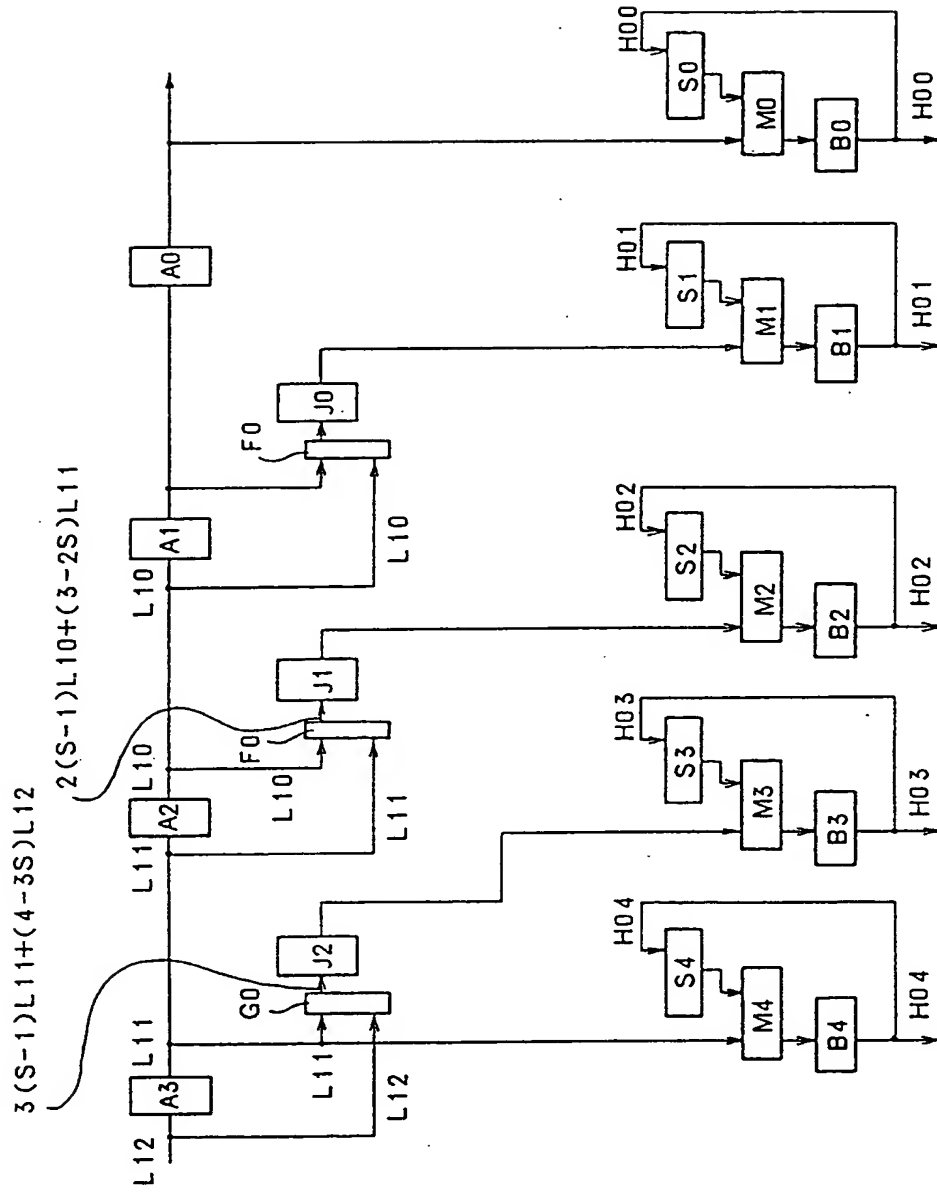 3(S-1)L11+(4-3S)L12
2(S-1)L10+(3-2S)L11
L12
A3
L11
L11
A2
L10
L10
A1
A0
G0
J2
L11
L12
F0
J1
L10
L11
F0
J0
L10
H04
S4
M4
B4
H04
H03
S3
M3
B3
H03
H02
S2
M2
B2
H02
H01
S1
M1
B1
H01
H00
S0
M0
B0
H00